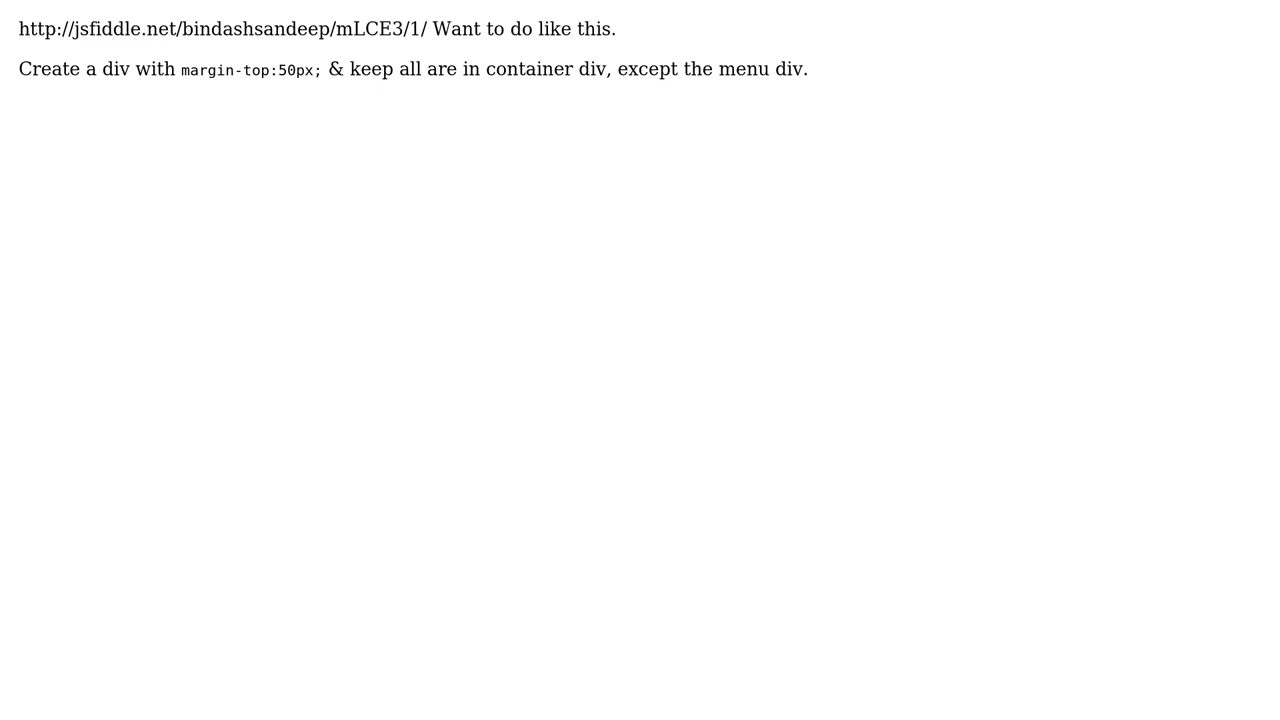 http://jsfiddle.net/bindashsandeep/mLCE3/1/ Want to do like this.
Create a div with margin-top:50px; & keep all are in container div, except the menu div.